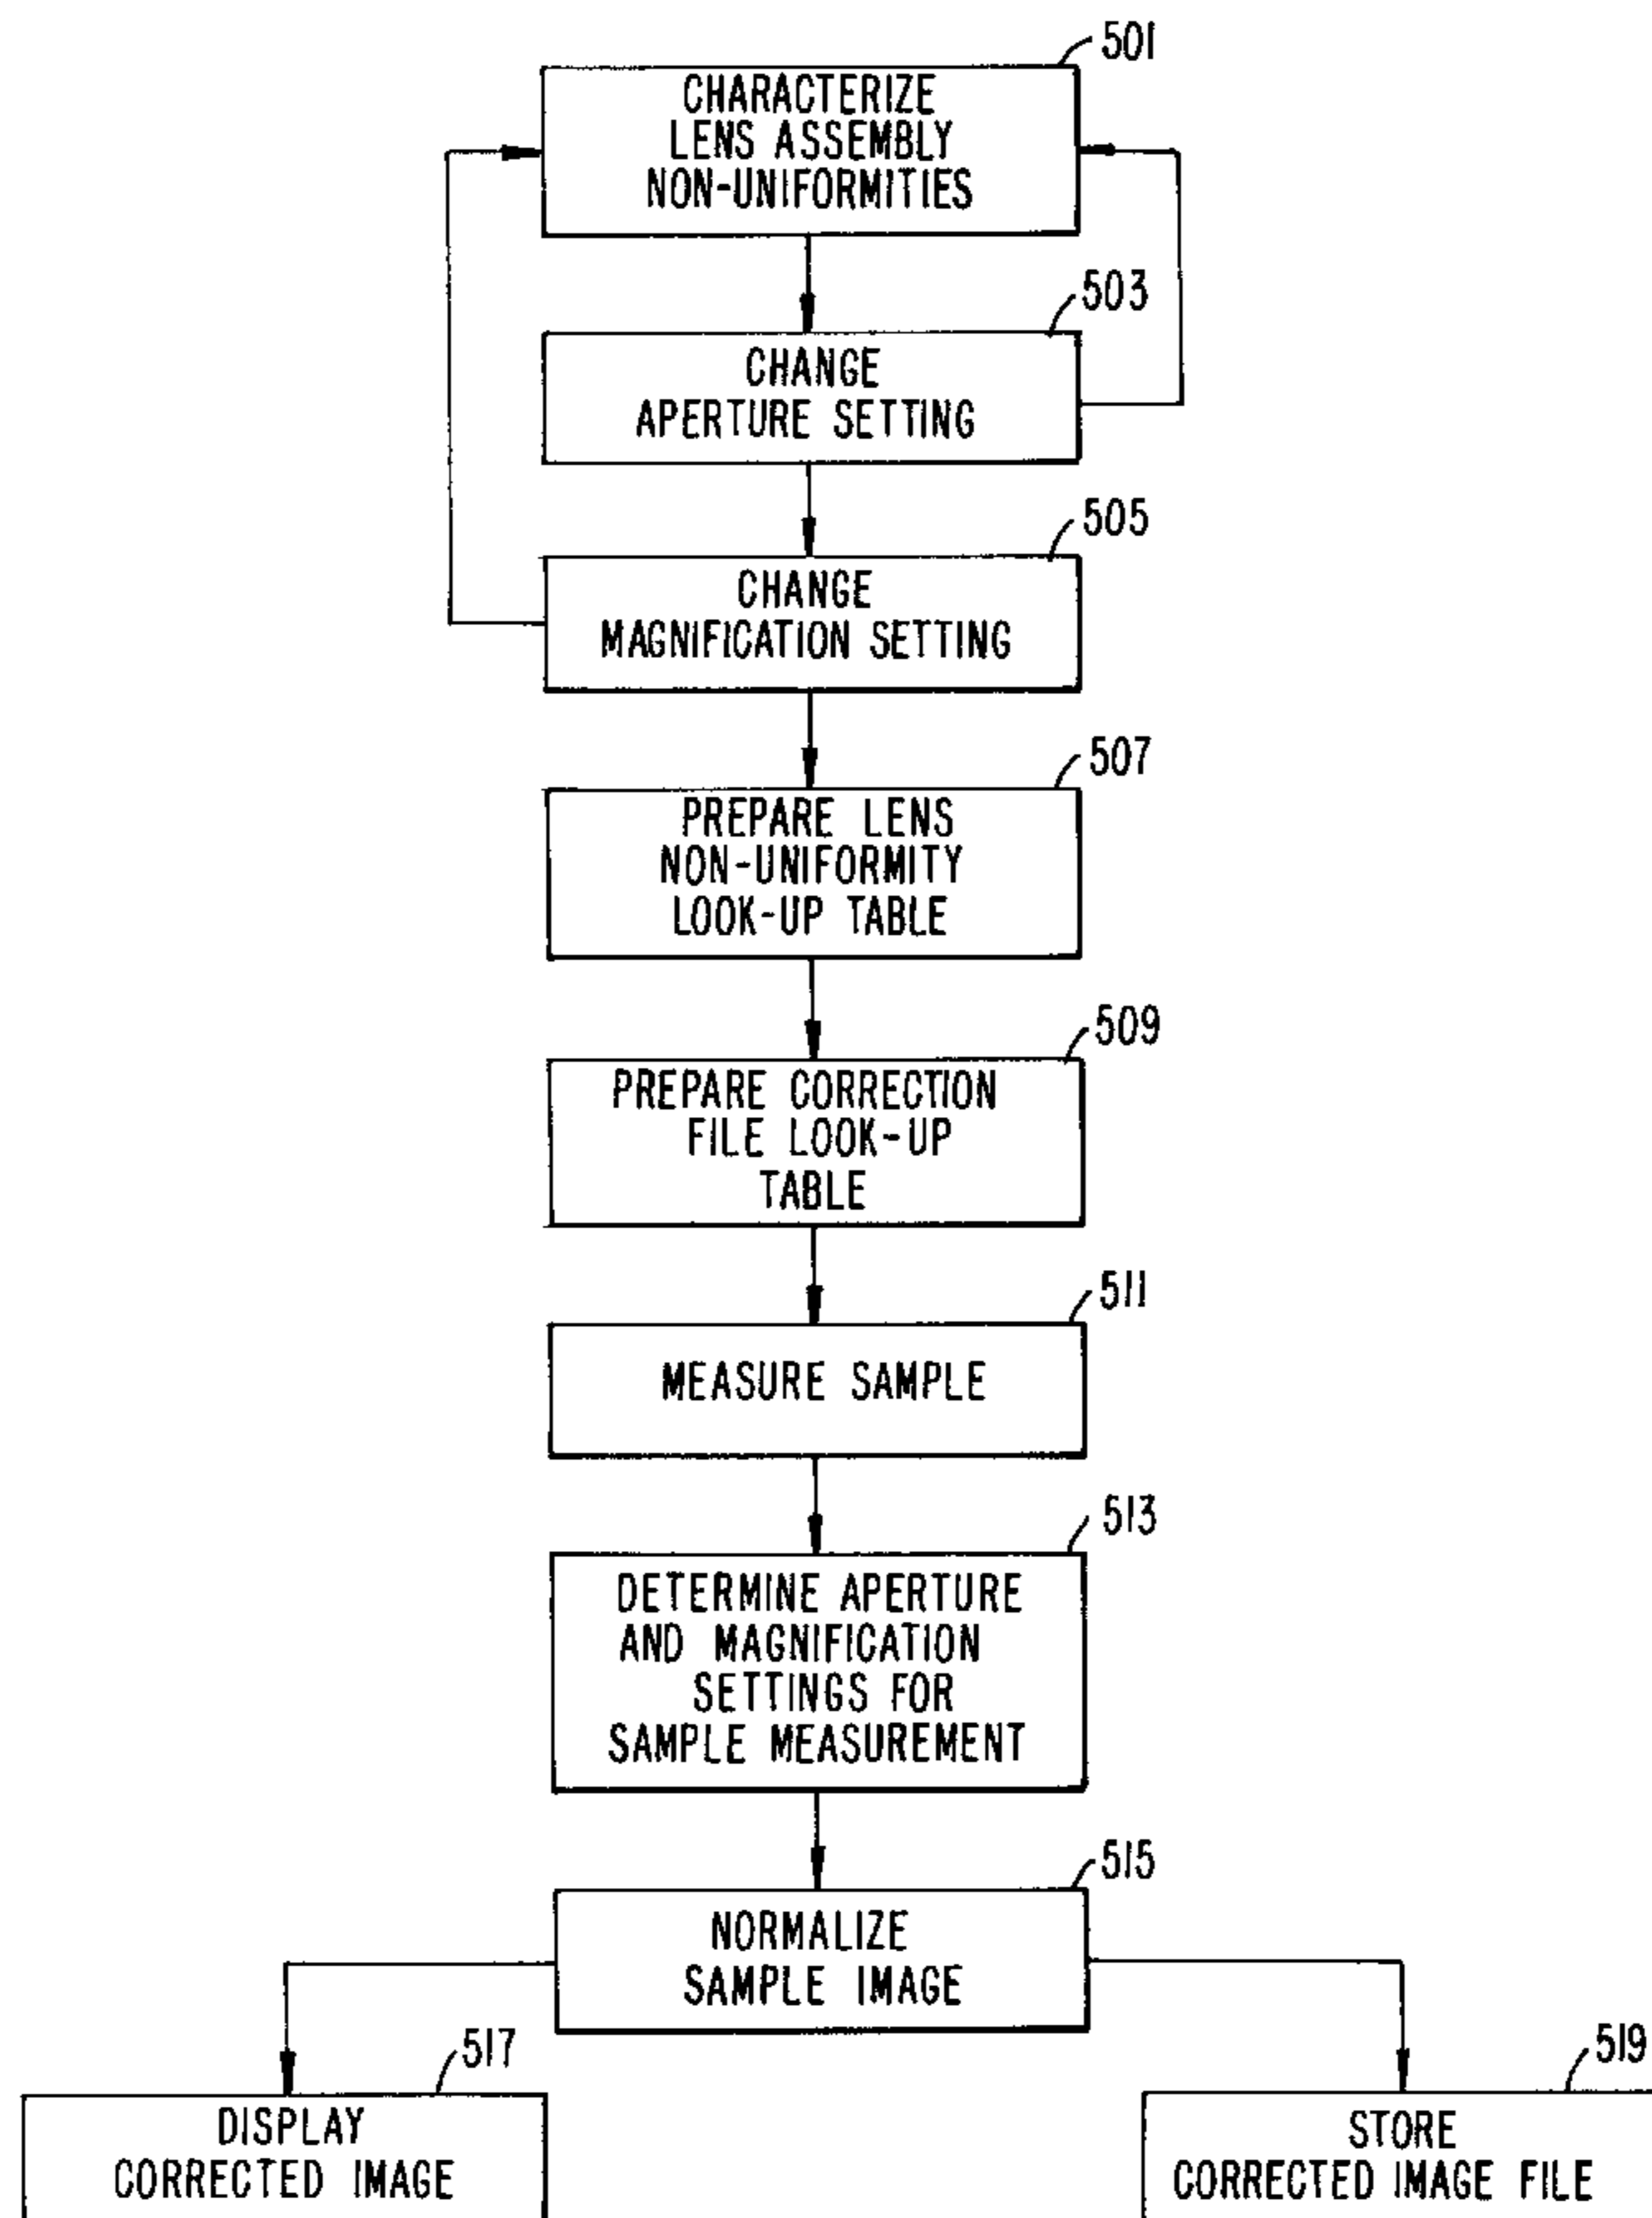 501
CHARACTERIZE
LENS ASSEMBLY
NON-UNIFORMITIES
503
CHANGE
APERTURE SETTING
505
CHANGE
MAGNIFICATION SETTING
507
PREPARE LENS
NON-UNIFORMITY
LOOK-UP TABLE
509
PREPARE CORRECTION
FILE LOOK-UP
TABLE
511
MEASURE SAMPLE
513
DETERMINE APERTURE
AND MAGNIFICATION
SETTINGS FOR
SAMPLE MEASUREMENT
515
NORMALIZE
SAMPLE IMAGE
517
DISPLAY
CORRECTED IMAGE
519
STORE
CORRECTED IMAGE FILE